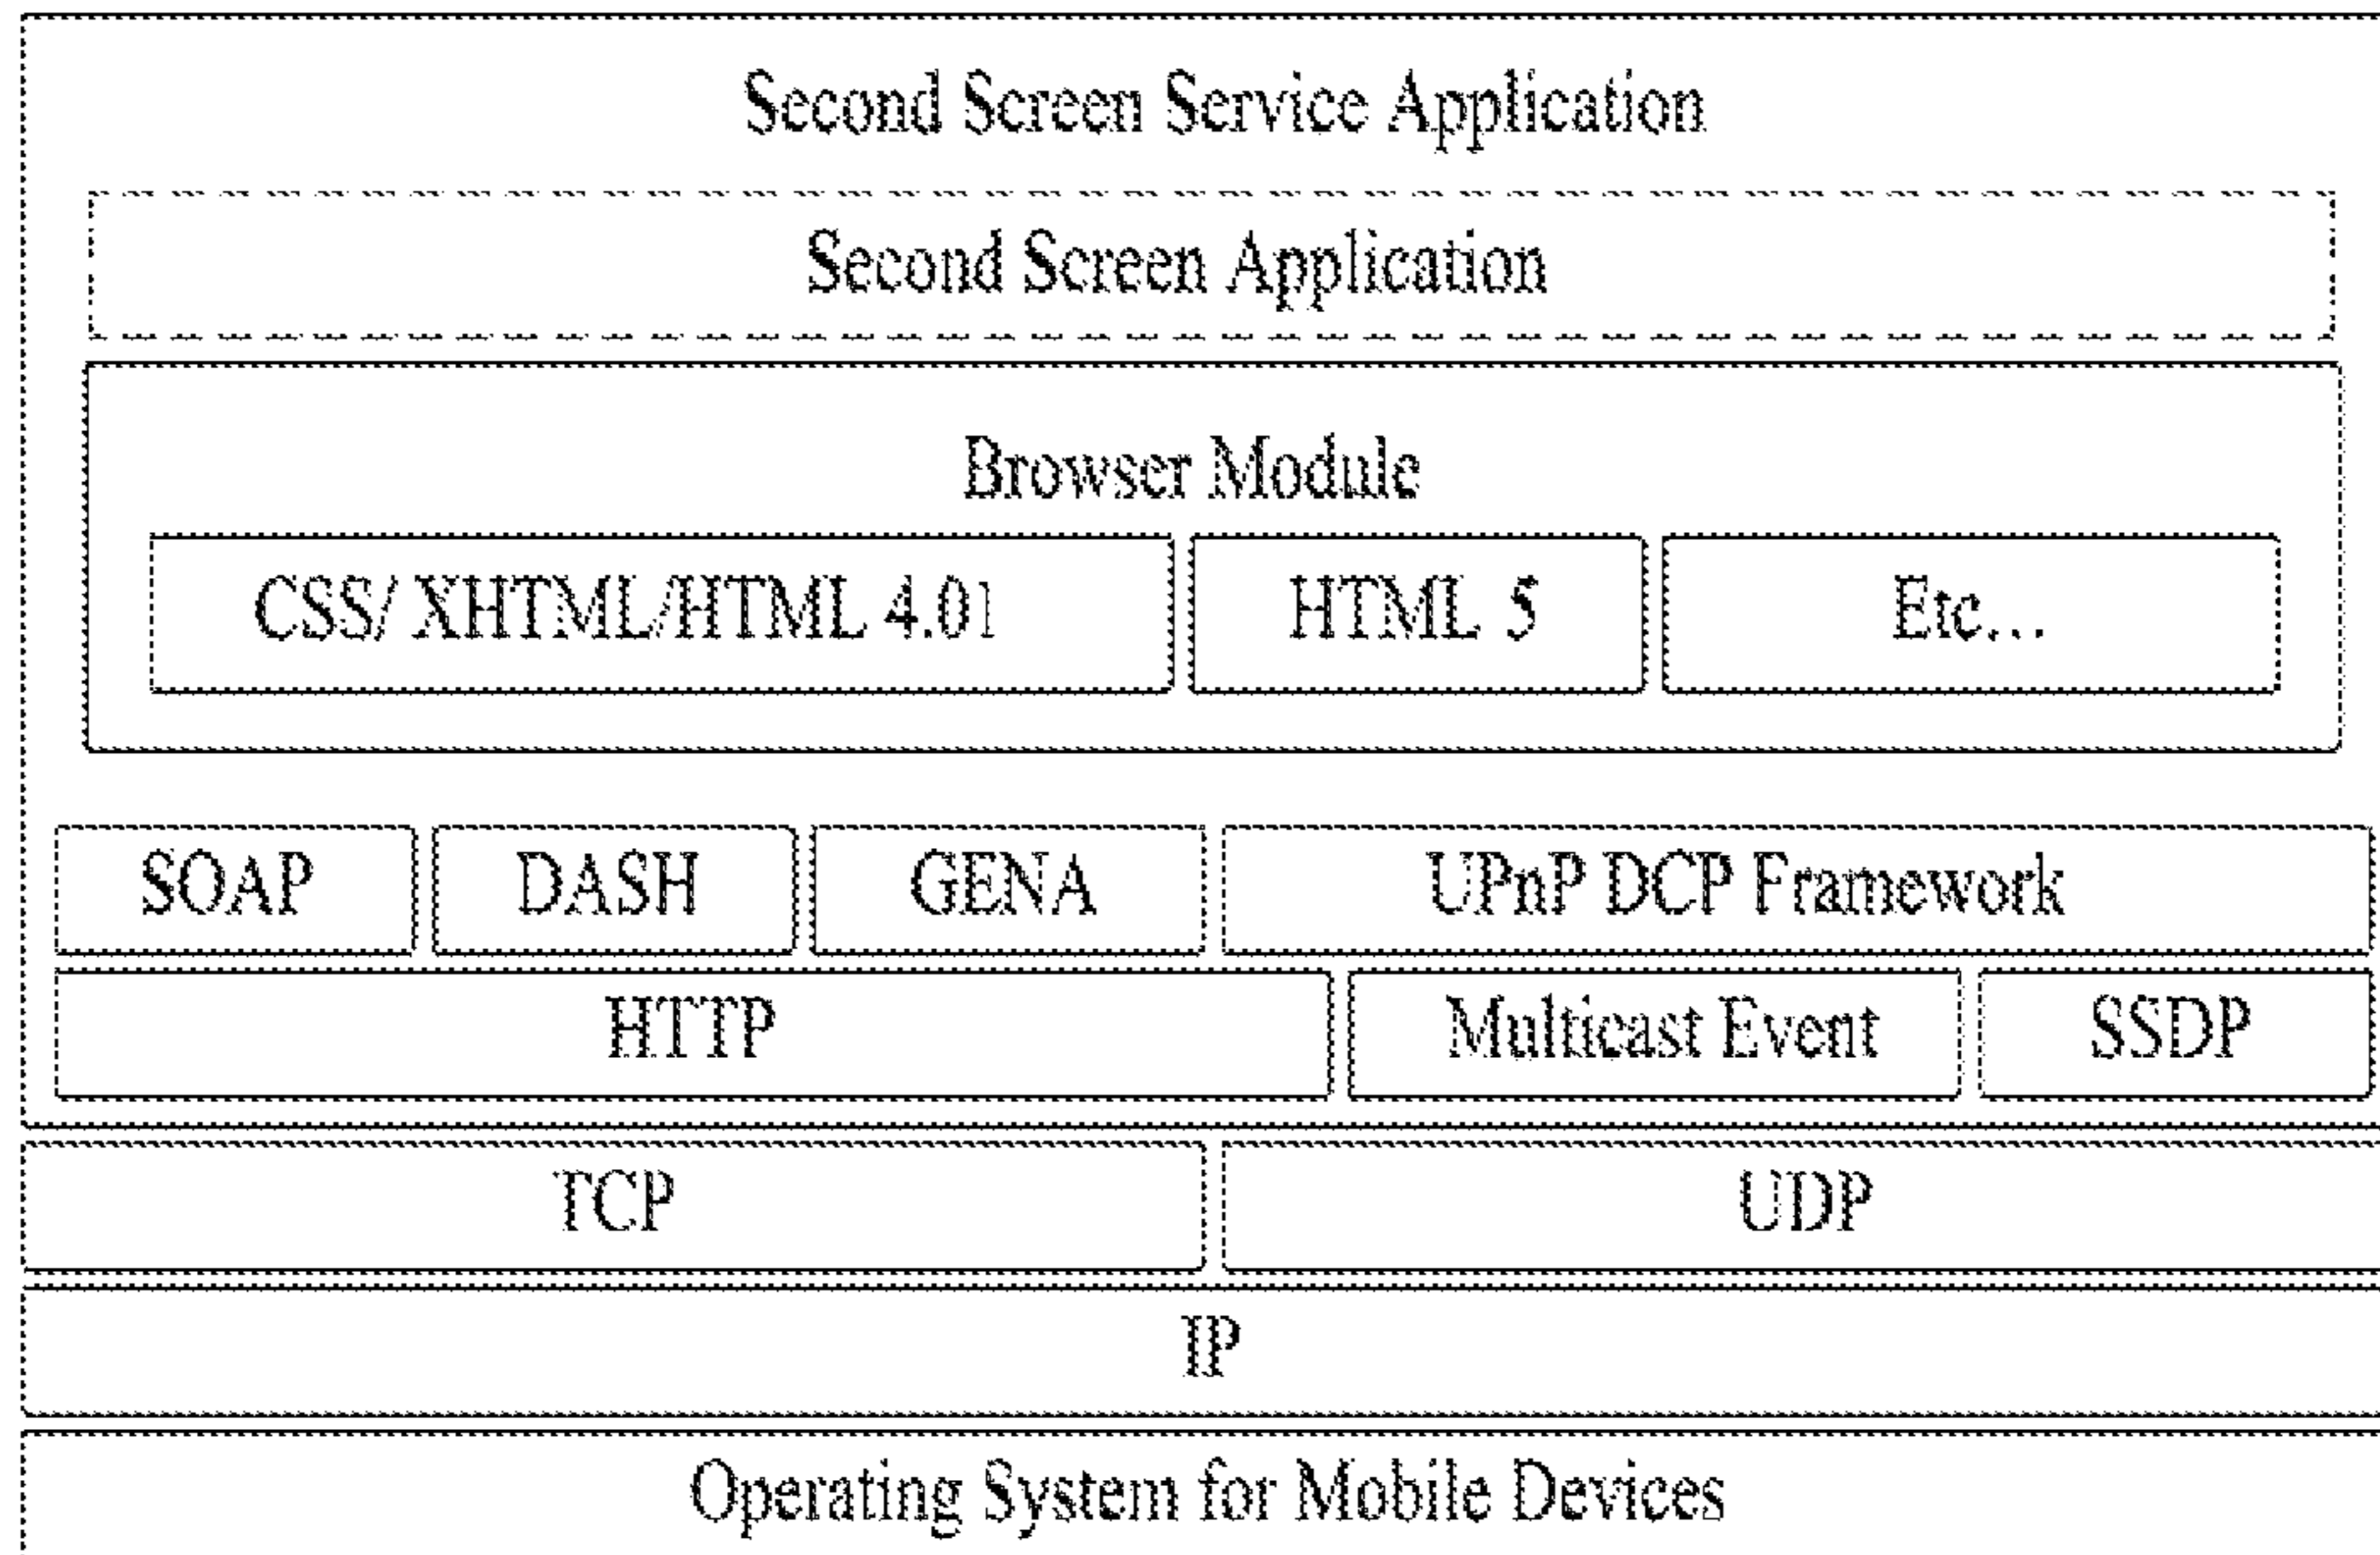 Second Screen Service Application
Second Screen Application
Browser Module
CSS/ XHTML/HTML 4.01
HTML 5
Etc...
SOAP
DASH
GENA
UPnP DCP Framework
HTTP
Multicast Event
SSDP
TCP
UDP
IP
Operating System for Mobile Devices